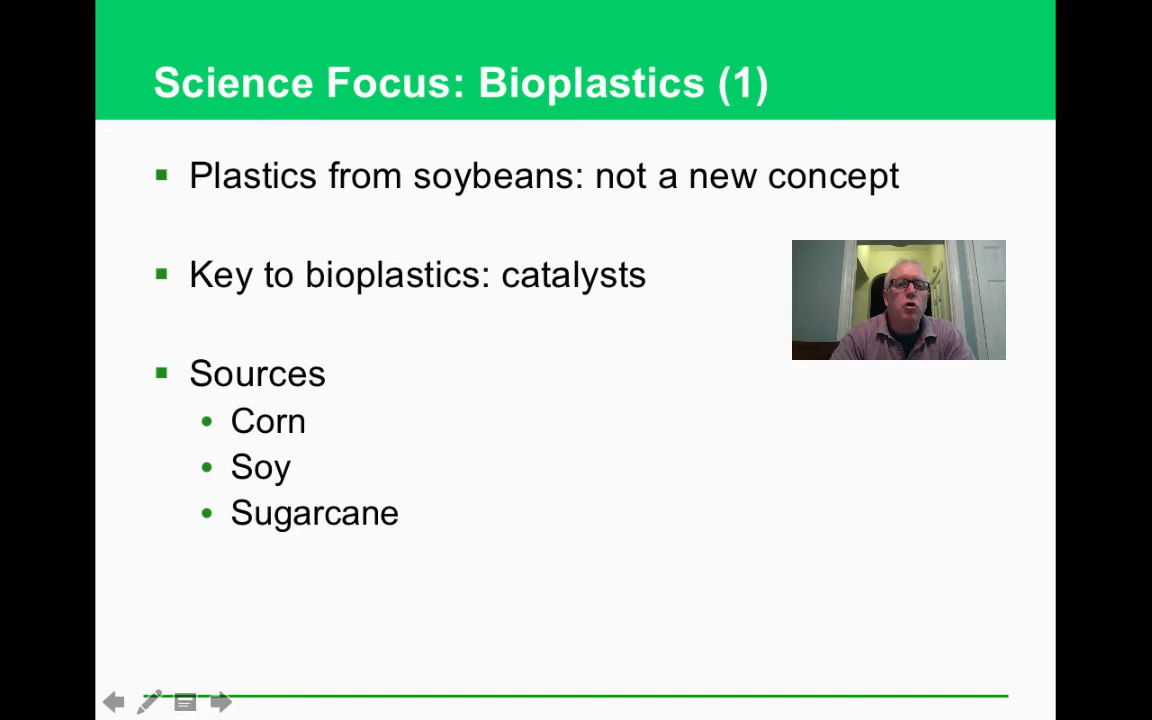 Science Focus: Bioplastics (1)
Plastics from soybeans: not a new concept
Key to bioplastics: catalysts
Sources
Corn
Soy
Sugarcane